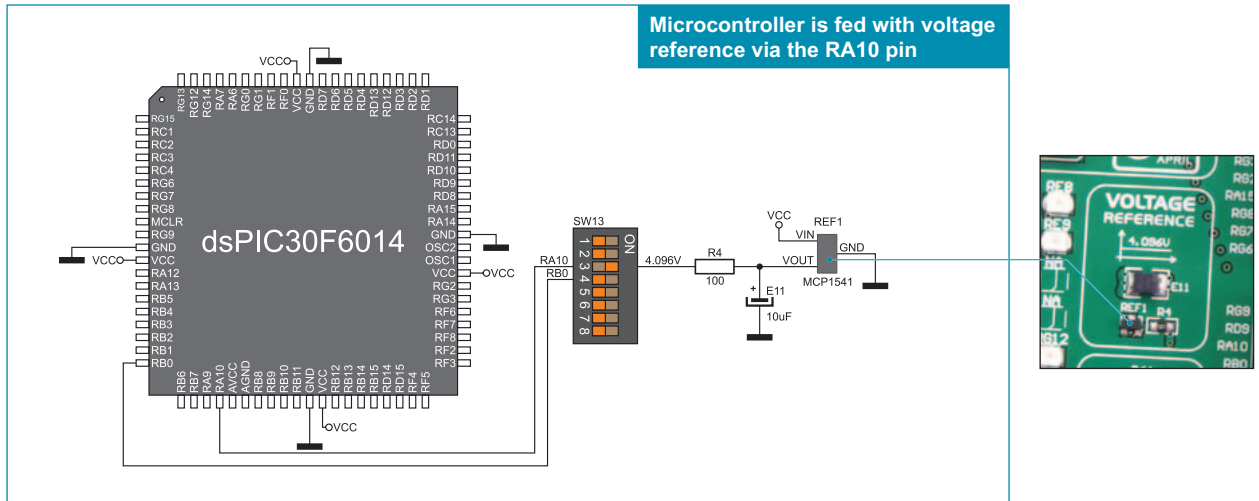 Microcontroller is fed with voltage
reference via the RA10 pin
VCC
RG13
RG12
RG14
RA7
RA6
RG0
RG1
RF1
RF0
VCC
GND
RD7
RD6
RD5
RD4
RD13
RD12
RD3
RD2
RD1
RG15
RC1
RC2
RC3
RC4
RG6
RG7
RG8
MCLR
RG9
GND
VCC
VCC
RA12
RA13
RB5
RB4
RB3
RB2
RB1
RB0
dsPIC30F6014
RC14
RC13
RD0
RD11
RD10
RD9
RD8
RA15
RA14
GND
OSC2
OSC1
VCC
VCC
RG2
RG3
RF6
RF7
RF8
RF2
RF3
RB6
RB7
RA9
RA10
AVCC
AGND
RB8
RB9
RB10
RB11
GND
VCC
RB12
RB13
RB14
RB15
RD14
RD15
RF4
RF5
VCC
RA10
RB0
SW13
ON
1
2
3
4
5
6
7
8
4.096V
R4
100
E11
+
10uF
VCC
REF1
VIN
GND
VOUT
MCP1541
APRIL
RE8
RE9
VOLTAGE
REFERENCE
4.096V
E11
REF1
R4
NA
RA15
RG8
RG7
RG6
RG9
RD9
RA10
RB0